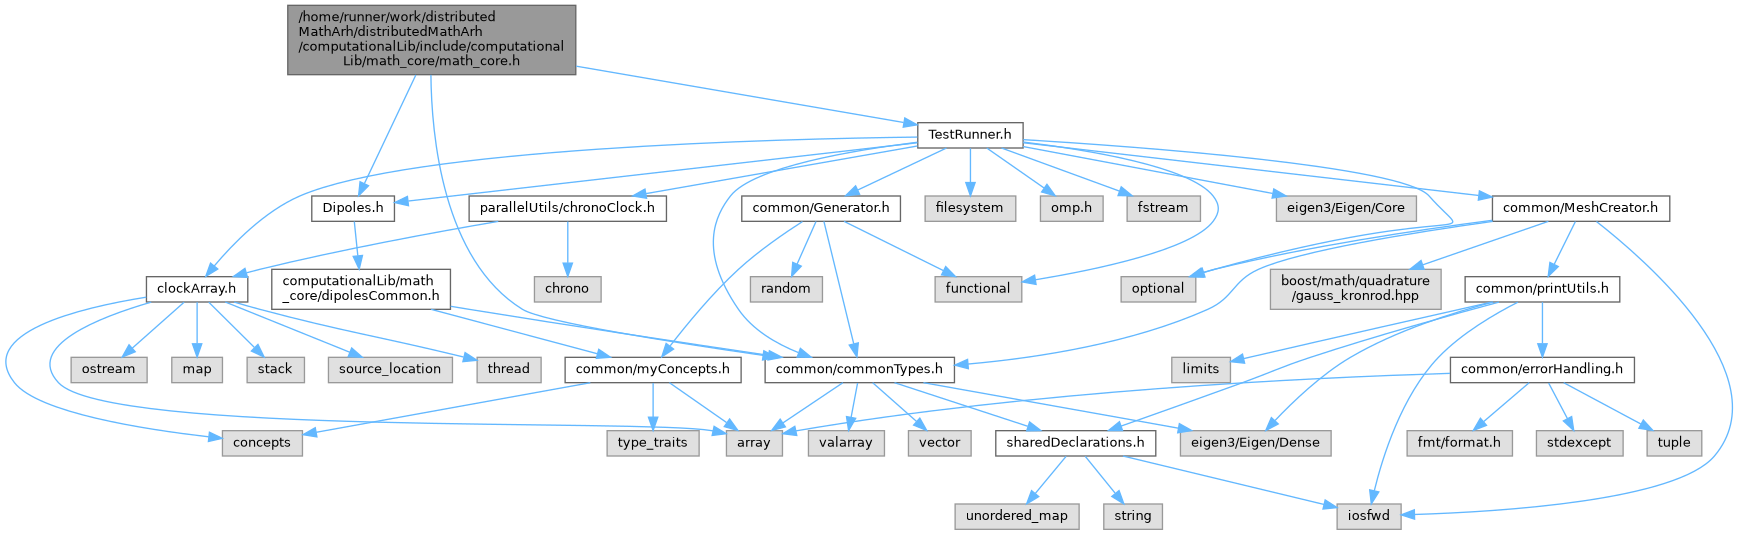 /home/runner/work/distributed
MathArh/distributedMathArh
/computationalLib/include/computational
Lib/math_core/math_core.h
TestRunner.h
Dipoles.h
parallelUtils/chronoClock.h
common/Generator.h
filesystem
omp.h
fstream
eigen3/Eigen/Core
common/MeshCreator.h
clockArray.h
computationalLib/math
_core/dipolesCommon.h
chrono
random
functional
optional
boost/math/quadrature
/gauss_kronrod.hpp
common/printUtils.h
ostream
map
stack
source_location
thread
common/myConcepts.h
common/commonTypes.h
limits
common/errorHandling.h
concepts
type_traits
array
valarray
vector
sharedDeclarations.h
eigen3/Eigen/Dense
fmt/format.h
stdexcept
tuple
unordered_map
string
iosfwd